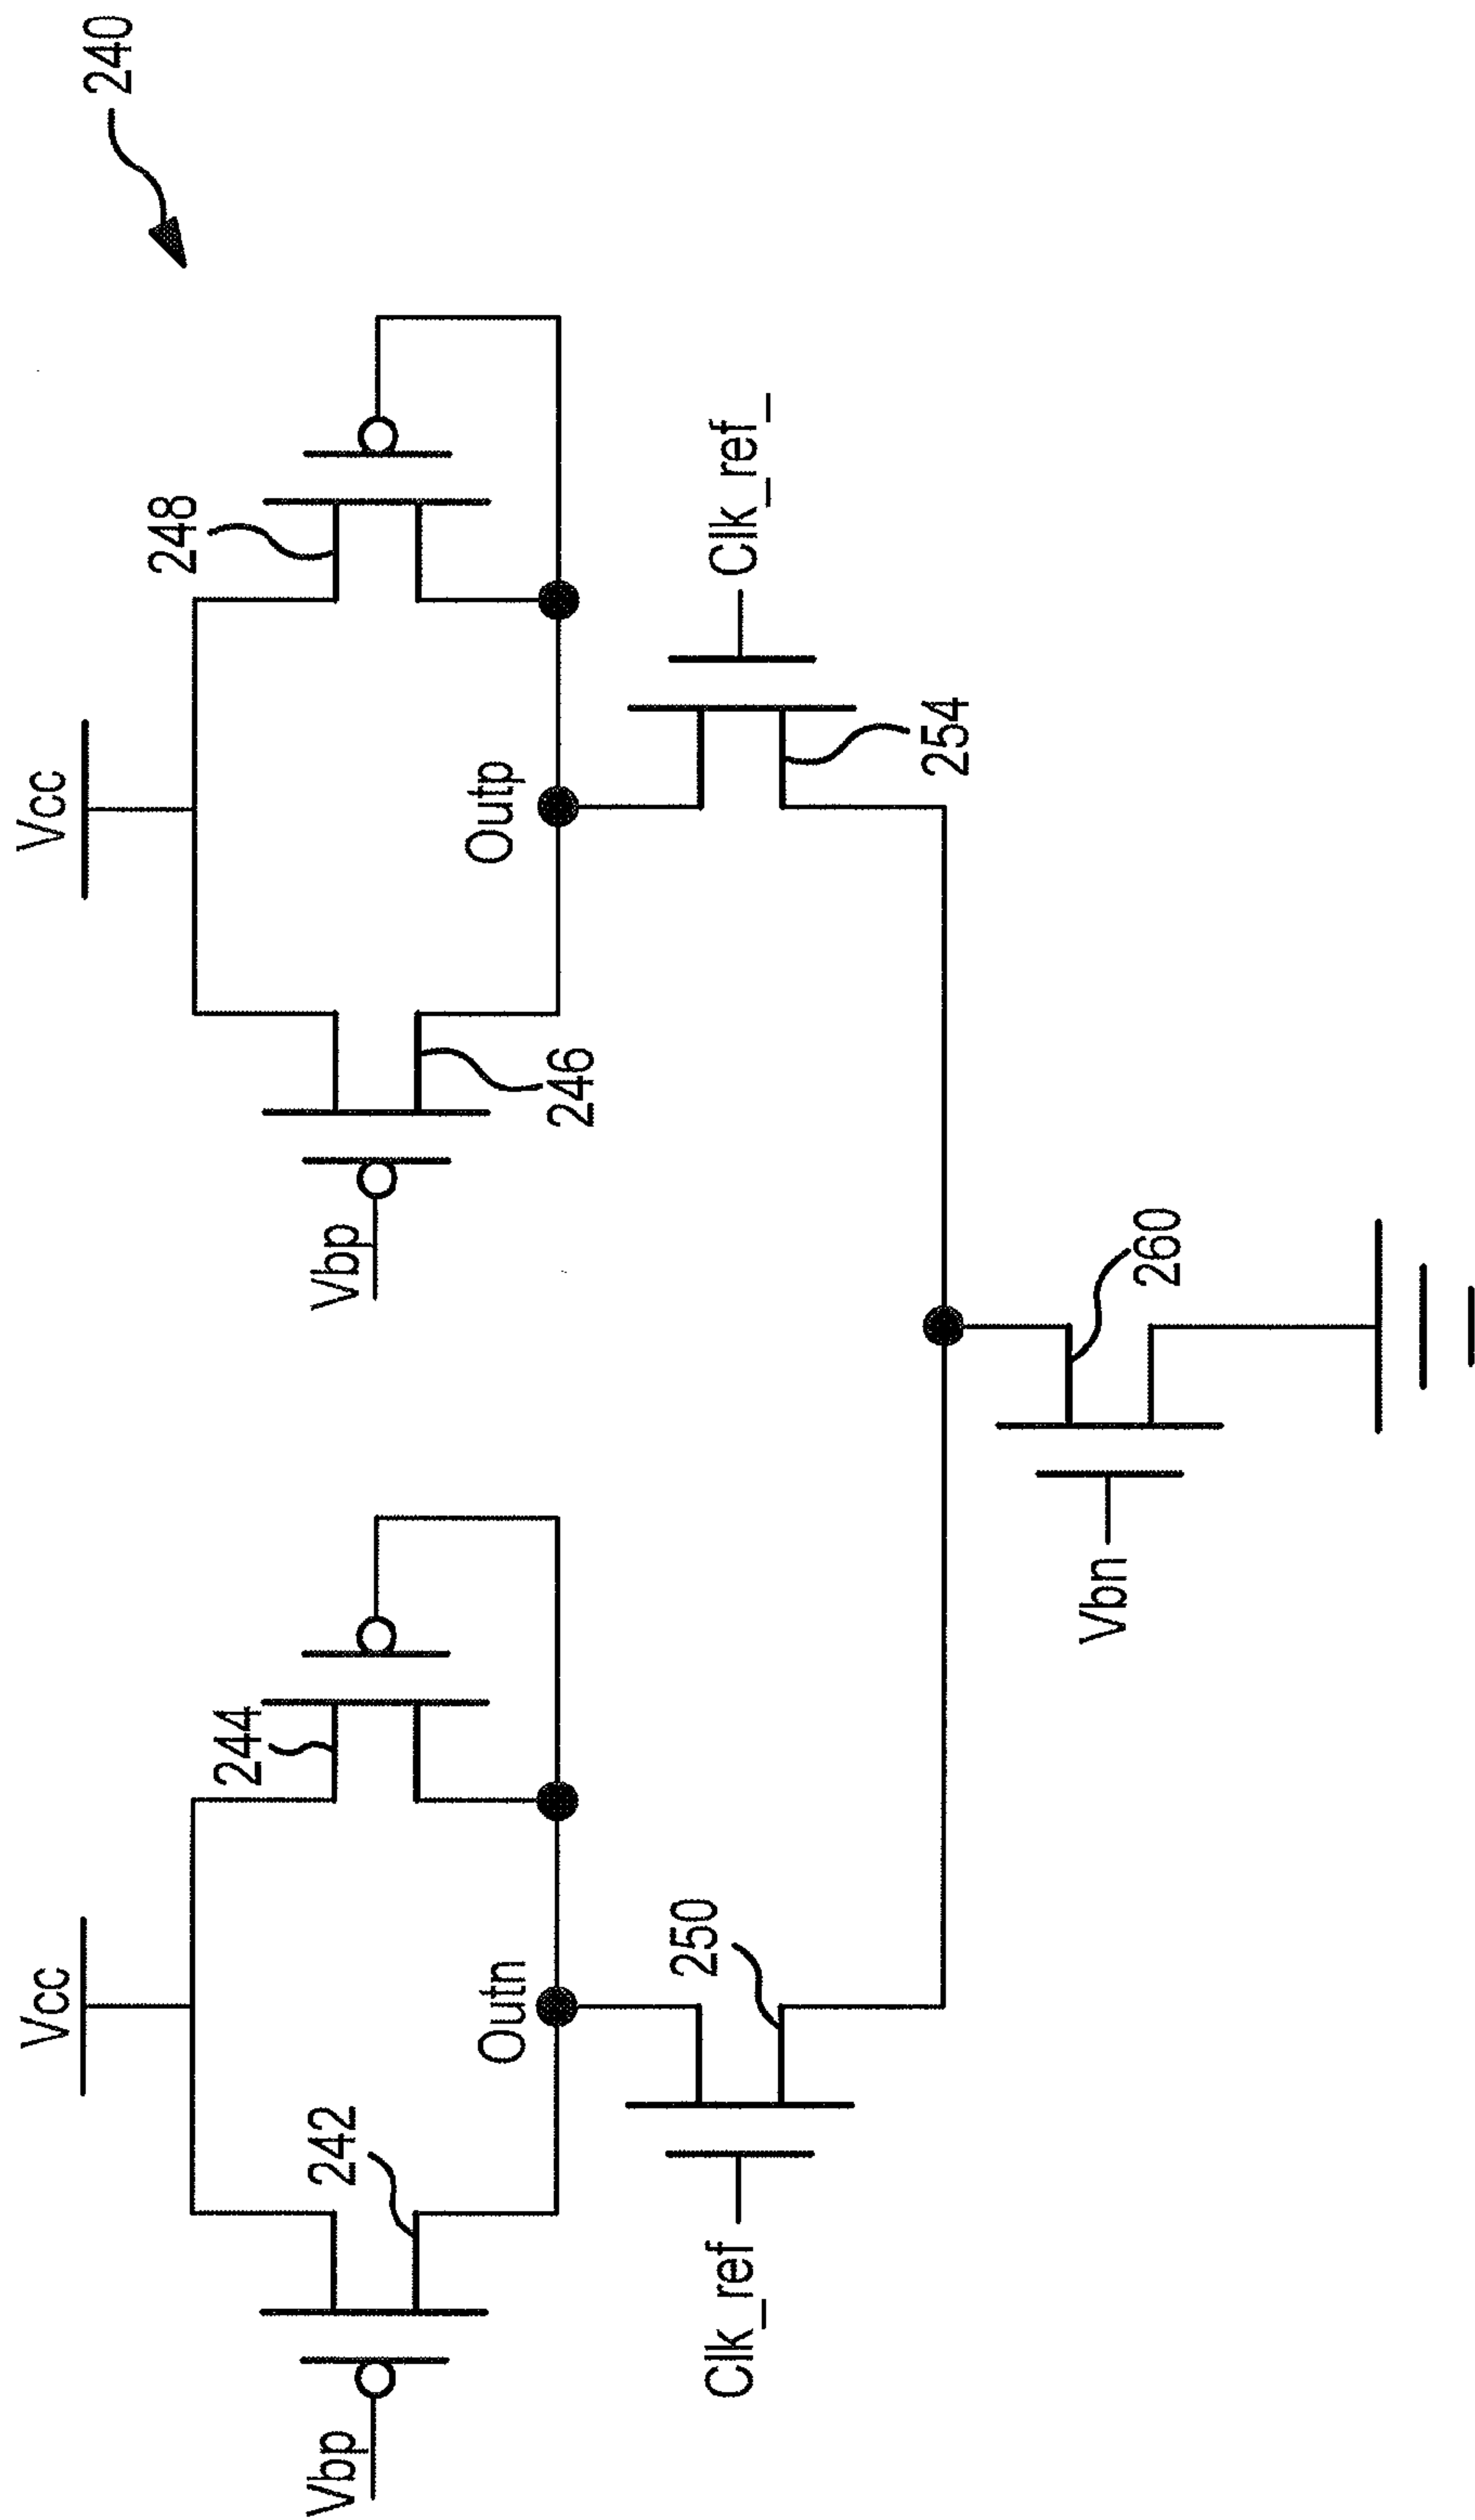 240
Vcc
Vcc
244
248
242
Vbp
Vbp
Outn
Outp
246
250
Clk_ref
Clk_ref_
254
Vbn
260